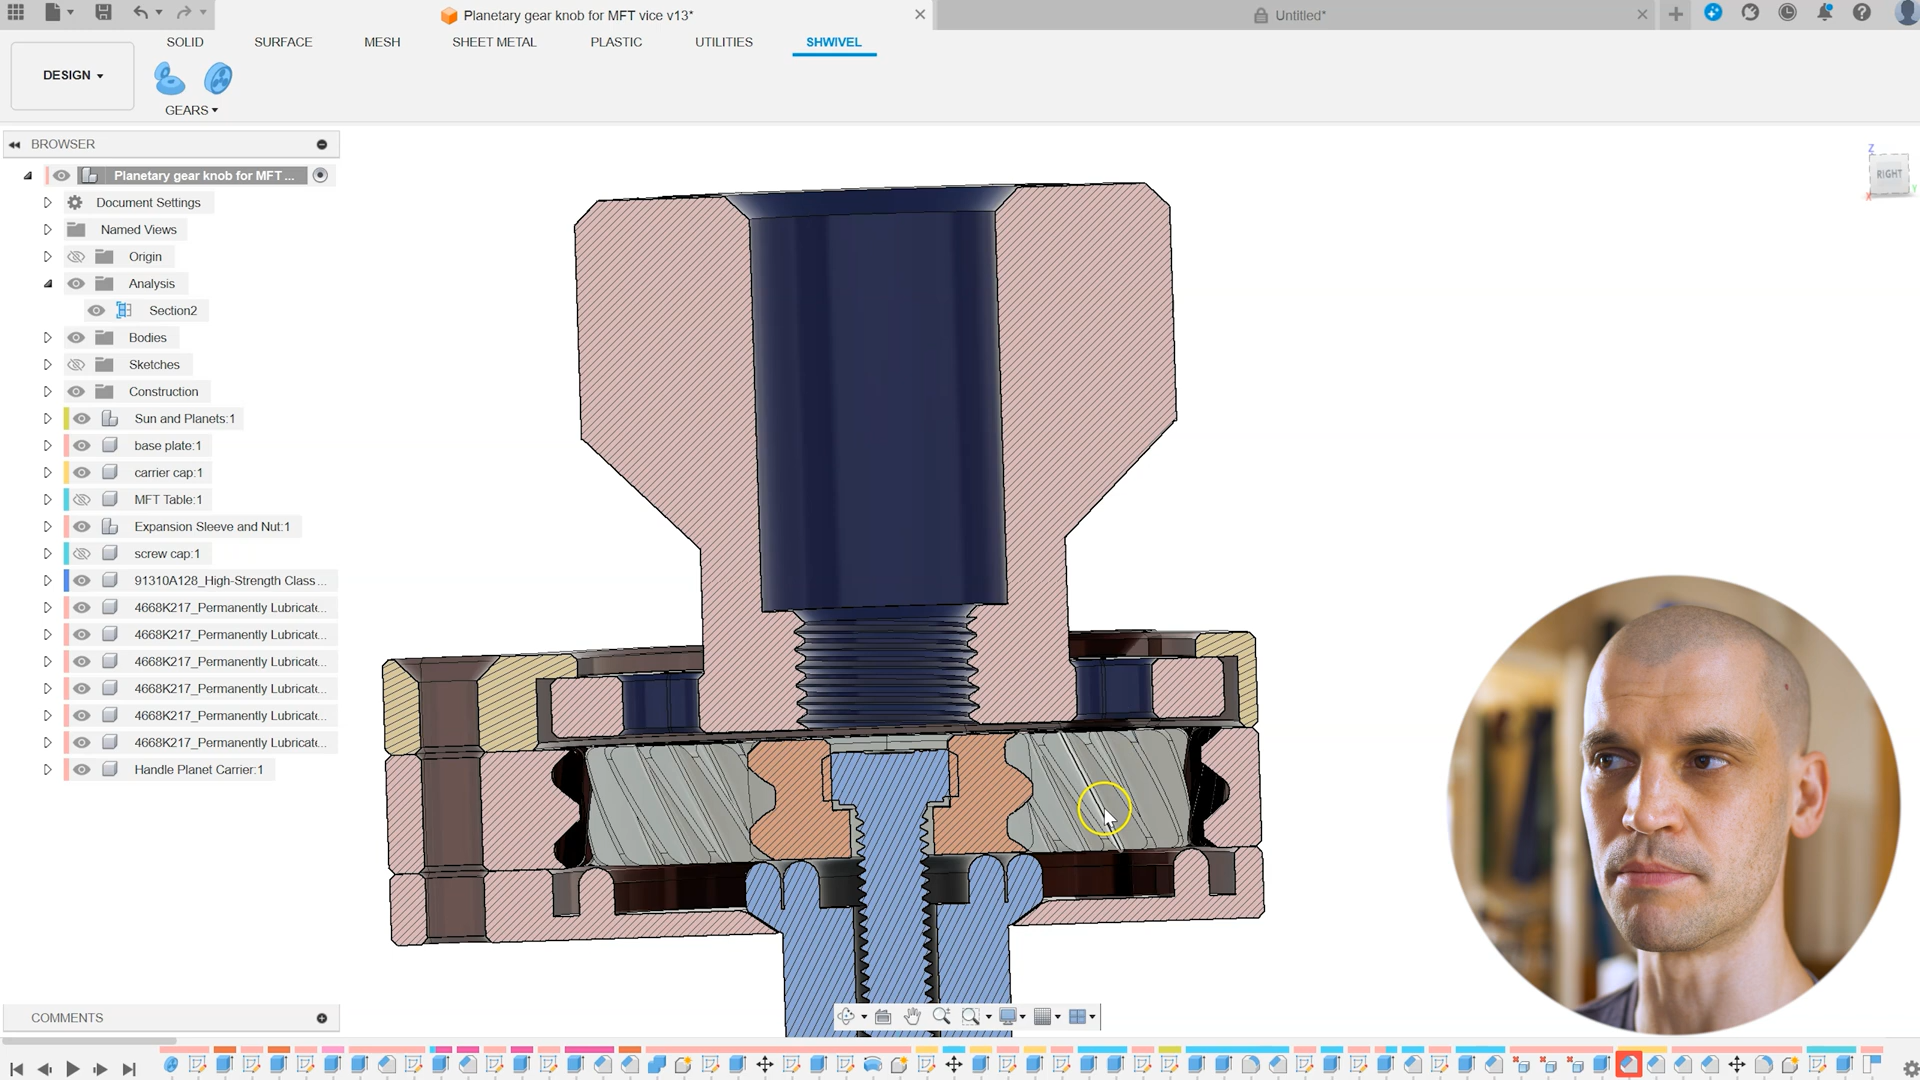 Planetary gear knob for MFT vice v13*
Untitled*
SOLID
SURFACE
MESH
SHEET METAL
PLASTIC
UTILITIES
SHWIVEL
DESIGN
GEARS
BROWSER
Planetary gear knob for MFT ...
Document Settings
Named Views
Origin
Analysis
Section2
Bodies
Sketches
Construction
Sun and Planets:1
base plate:1
carrier cap:1
MFT Table:1
Expansion Sleeve and Nut:1
screw cap:1
91310A128_High-Strength Class ...
4668K217_Permanently Lubricate...
4668K217_Permanently Lubricate...
4668K217_Permanently Lubricate...
4668K217_Permanently Lubricate...
4668K217_Permanently Lubricate...
4668K217_Permanently Lubricate...
Handle Planet Carrier:1
Z
RIGHT
Y
X
COMMENTS